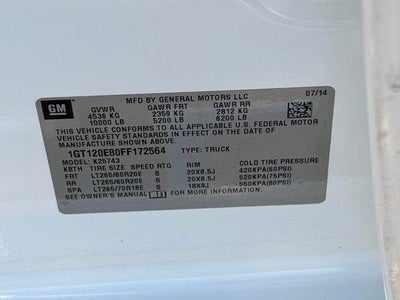 MFD BY GENERAL MOTORS LLC 07/14
GM GVWR GAWR FRT GAWR RR
4536 KG 2359 KG 2812 KG
10000 LB 5200 LB 6200 LB
THIS VEHICLE CONFORMS TO ALL APPLICABLE U.S. FEDERAL MOTOR
VEHICLE SAFETY STANDARDS IN EFFECT ON THE DATE OF
MANUFACTURE SHOWN ABOVE.
1GT120E80FF172564 TYPE: TRUCK
MODEL: K25743
KBTH TIRE SIZE SPEED RTG RIM COLD TIRE PRESSURE
FRT LT265/60R20E S 20X8.5J 420KPA(60PSI)
RR LT265/60R20E S 20X8.5J 520KPA(75PSI)
SPA LT265/70R18E S 18X8J 550KPA(80PSI)
SEE OWNER'S MANUAL FOR MORE INFORMATION.